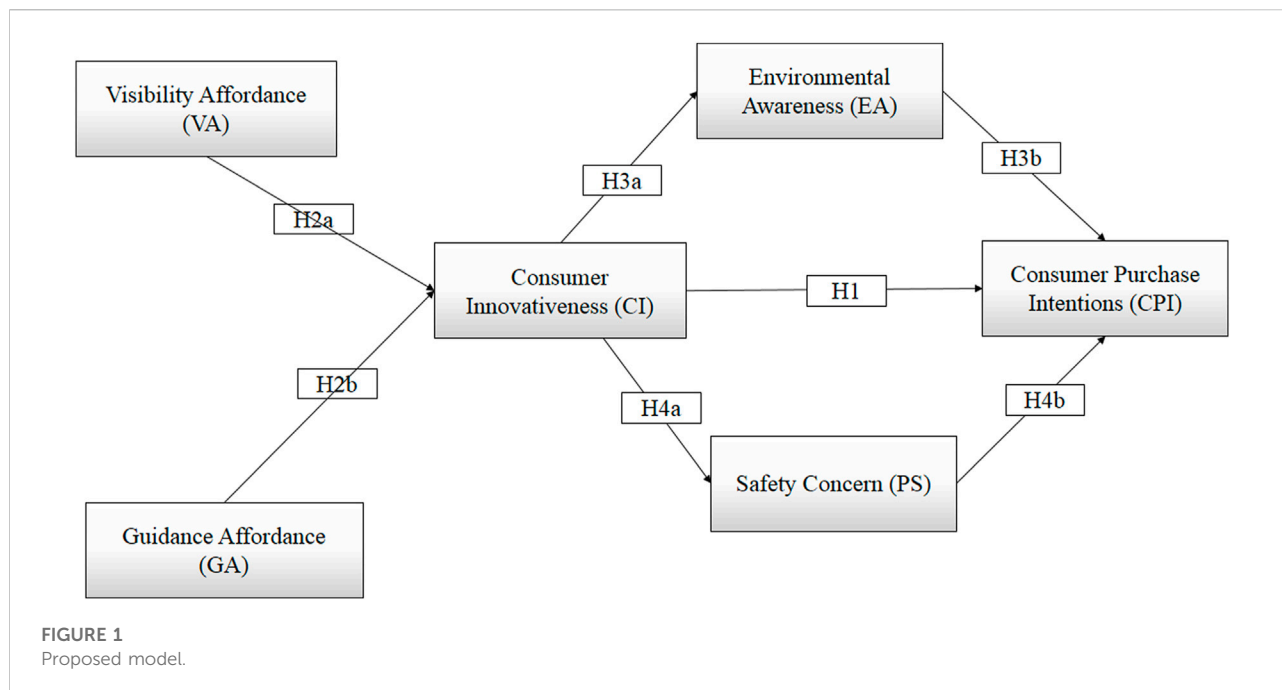 Visibility Affordance
(VA)
Environmental
Awareness (EA)
H3b
H3a
H2a
Consumer
Innovativeness (CI)
H1
Consumer Purchase
Intentions (CPI)
H2b
H4a
H4b
Safety Concern (PS)
Guidance Affordance
(GA)
FIGURE 1
Proposed model.